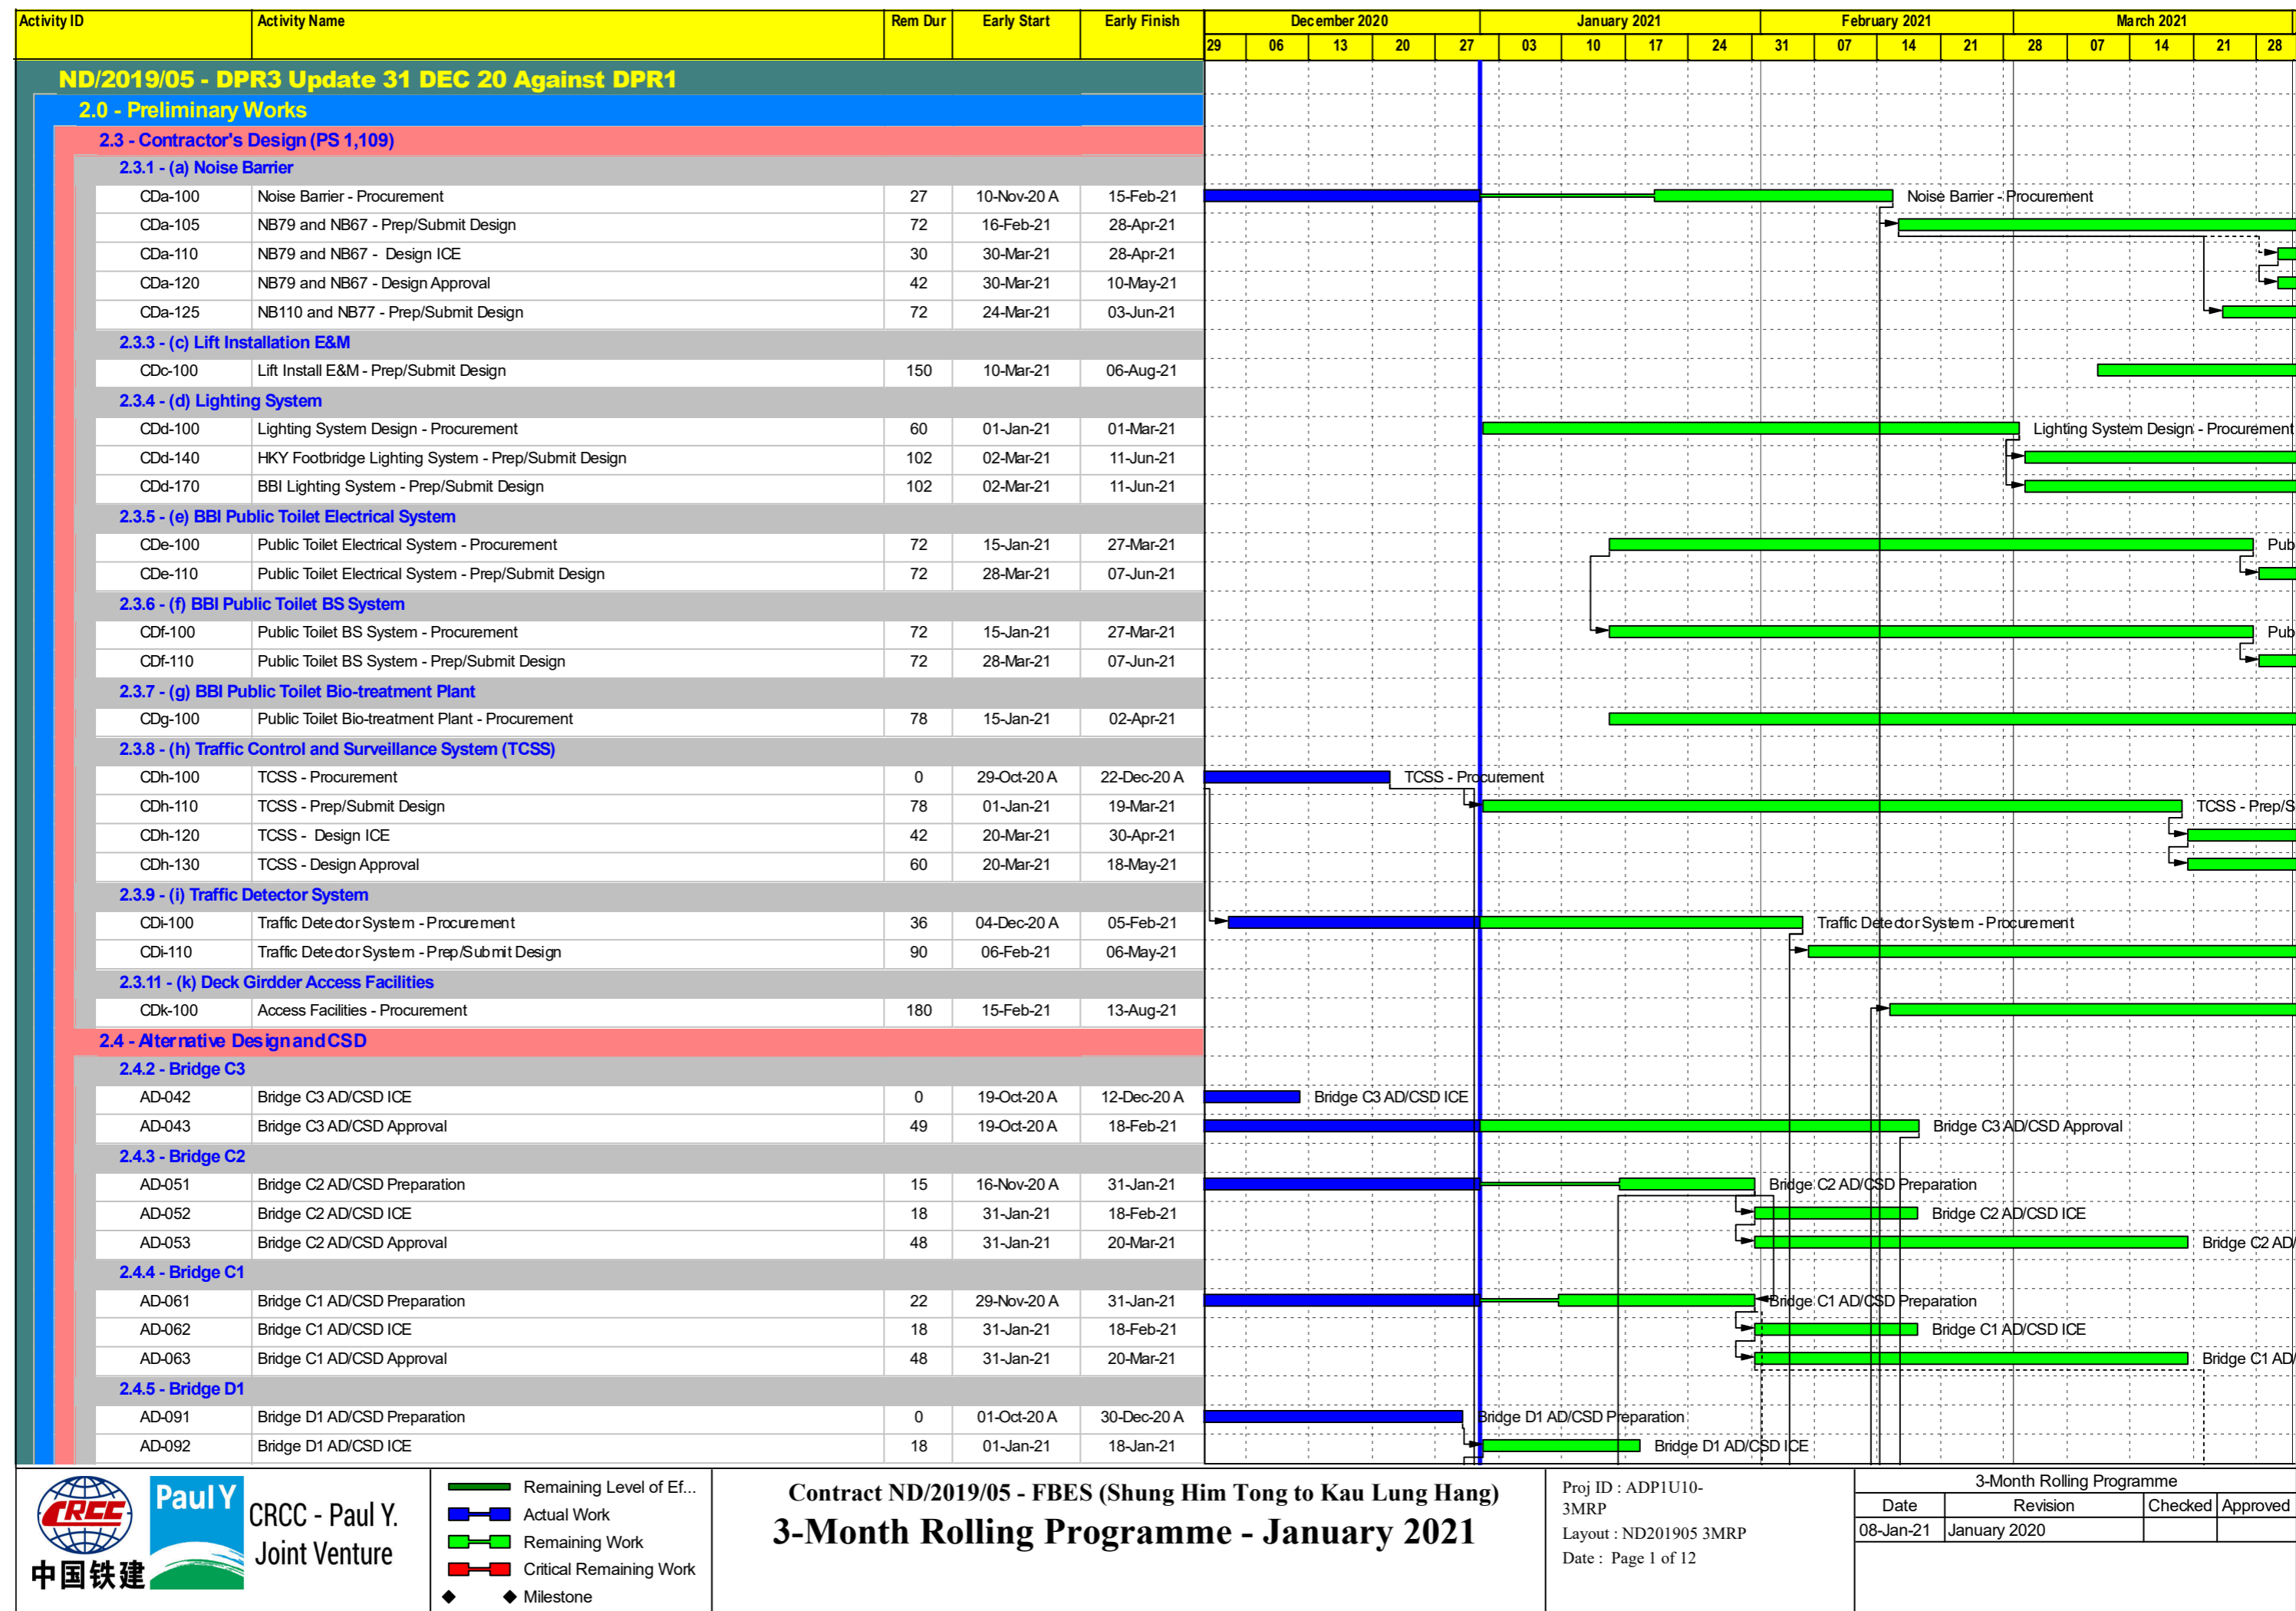 Activity ID Activity Name Rem Dur Early Start Early Finish December 2020 January 2021 February 2021 March 2021
29 06 13 20 27 03 10 17 24 31 07 14 21 28 07 14 21 28
ND/2019/05 - DPR3 Update 31 DEC 20 Against DPR1
2.0 - Preliminary Works
2.3 - Contractor's Design (PS 1,109)
2.3.1 - (a) Noise Barrier
CDa-100 Noise Barrier - Procurement 27 10-Nov-20 A 15-Feb-21 Noise Barrier - Procurement
CDa-105 NB79 and NB67 - Prep/Submit Design 72 16-Feb-21 28-Apr-21
CDa-110 NB79 and NB67 - Design ICE 30 30-Mar-21 28-Apr-21
CDa-120 NB79 and NB67 - Design Approval 42 30-Mar-21 10-May-21
CDa-125 NB110 and NB77 - Prep/Submit Design 72 24-Mar-21 03-Jun-21
2.3.3 - (c) Lift Installation E&M
CDc-100 Lift Install E&M - Prep/Submit Design 150 10-Mar-21 06-Aug-21
2.3.4 - (d) Lighting System
CDd-100 Lighting System Design - Procurement 60 01-Jan-21 01-Mar-21 Lighting System Design - Procurement
CDd-140 HKY Footbridge Lighting System - Prep/Submit Design 102 02-Mar-21 11-Jun-21
CDd-170 BBI Lighting System - Prep/Submit Design 102 02-Mar-21 11-Jun-21
2.3.5 - (e) BBI Public Toilet Electrical System
CDe-100 Public Toilet Electrical System - Procurement 72 15-Jan-21 27-Mar-21 Pub
CDe-110 Public Toilet Electrical System - Prep/Submit Design 72 28-Mar-21 07-Jun-21
2.3.6 - (f) BBI Public Toilet BS System
CDf-100 Public Toilet BS System - Procurement 72 15-Jan-21 27-Mar-21 Pub
CDf-110 Public Toilet BS System - Prep/Submit Design 72 28-Mar-21 07-Jun-21
2.3.7 - (g) BBI Public Toilet Bio-treatment Plant
CDg-100 Public Toilet Bio-treatment Plant - Procurement 78 15-Jan-21 02-Apr-21
2.3.8 - (h) Traffic Control and Surveillance System (TCSS)
CDh-100 TCSS - Procurement 0 29-Oct-20 A 22-Dec-20 A TCSS - Procurement
CDh-110 TCSS - Prep/Submit Design 78 01-Jan-21 19-Mar-21 TCSS - Prep/S
CDh-120 TCSS - Design ICE 42 20-Mar-21 30-Apr-21
CDh-130 TCSS - Design Approval 60 20-Mar-21 18-May-21
2.3.9 - (i) Traffic Detector System
CDi-100 Traffic Detector System - Procurement 36 04-Dec-20 A 05-Feb-21 Traffic Detector System - Procurement
CDi-110 Traffic Detector System - Prep/Submit Design 90 06-Feb-21 06-May-21
2.3.11 - (k) Deck Girdder Access Facilities
CDk-100 Access Facilities - Procurement 180 15-Feb-21 13-Aug-21
2.4 - Alternative Design and CSD
2.4.2 - Bridge C3
AD-042 Bridge C3 AD/CSD ICE 0 19-Oct-20 A 12-Dec-20 A Bridge C3 AD/CSD ICE
AD-043 Bridge C3 AD/CSD Approval 49 19-Oct-20 A 18-Feb-21 Bridge C3 AD/CSD Approval
2.4.3 - Bridge C2
AD-051 Bridge C2 AD/CSD Preparation 15 16-Nov-20 A 31-Jan-21 Bridge C2 AD/CSD Preparation
AD-052 Bridge C2 AD/CSD ICE 18 31-Jan-21 18-Feb-21 Bridge C2 AD/CSD ICE
AD-053 Bridge C2 AD/CSD Approval 48 31-Jan-21 20-Mar-21 Bridge C2 AD/
2.4.4 - Bridge C1
AD-061 Bridge C1 AD/CSD Preparation 22 29-Nov-20 A 31-Jan-21 Bridge C1 AD/CSD Preparation
AD-062 Bridge C1 AD/CSD ICE 18 31-Jan-21 18-Feb-21 Bridge C1 AD/CSD ICE
AD-063 Bridge C1 AD/CSD Approval 48 31-Jan-21 20-Mar-21 Bridge C1 AD/
2.4.5 - Bridge D1
AD-091 Bridge D1 AD/CSD Preparation 0 01-Oct-20 A 30-Dec-20 A Bridge D1 AD/CSD Preparation
AD-092 Bridge D1 AD/CSD ICE 18 01-Jan-21 18-Jan-21 Bridge D1 AD/CSD ICE
CRCC
中国铁建
Paul Y
CRCC - Paul Y.
Joint Venture
Remaining Level of Ef...
Actual Work
Remaining Work
Critical Remaining Work
Milestone
Contract ND/2019/05 - FBES (Shung Him Tong to Kau Lung Hang)
3-Month Rolling Programme - January 2021
Proj ID : ADP1U10-
3MRP
Layout : ND201905 3MRP
Date : Page 1 of 12
3-Month Rolling Programme
Date Revision Checked Approved
08-Jan-21 January 2020